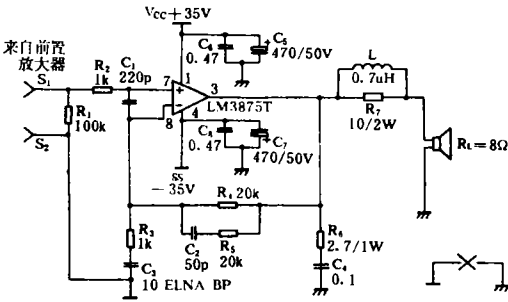 Vcc+35V
来自前置
放大器
S₁
R₂
1k
C₁
220p
R₁
100k
S₂
C₆
0.47
C₅
470/50V
7
1
3
LM3875T
8
4
C₈
0.47
C₇
470/50V
SS
-35V
L
0.7uH
R₇
10/2W
RL=8Ω
R₄ 20k
C₂
50p
R₅
20k
R₃
1k
C₃
10 ELNA BP
R₆
2.7/1W
C₄
0.1